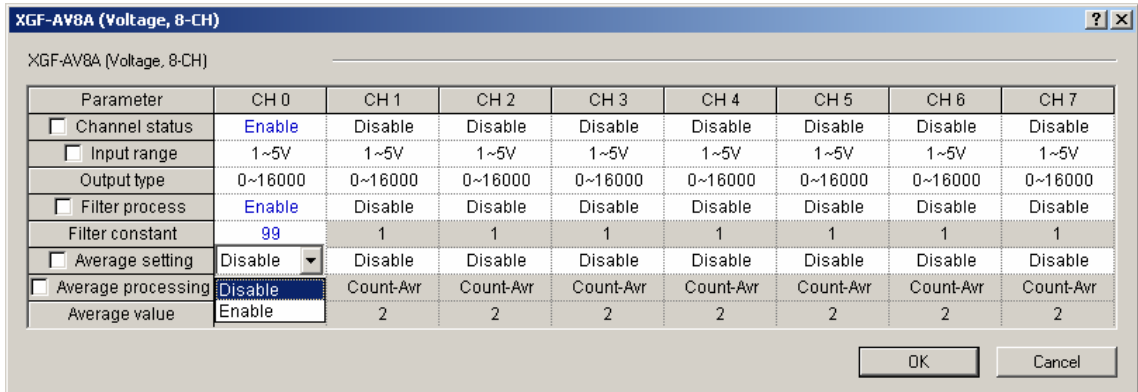 XGF-AV8A (Voltage, 8-CH)
XGF-AV8A (Voltage, 8-CH)
Parameter CH 0 CH 1 CH 2 CH 3 CH 4 CH 5 CH 6 CH 7
Channel status Enable Disable Disable Disable Disable Disable Disable Disable
Input range 1~5V 1~5V 1~5V 1~5V 1~5V 1~5V 1~5V 1~5V
Output type 0~16000 0~16000 0~16000 0~16000 0~16000 0~16000 0~16000 0~16000
Filter process Enable Disable Disable Disable Disable Disable Disable Disable
Filter constant 99 1 1 1 1 1 1 1
Average setting Disable Disable Disable Disable Disable Disable Disable Disable
Average processing Disable Count-Avr Count-Avr Count-Avr Count-Avr Count-Avr Count-Avr Count-Avr
Average value Enable 2 2 2 2 2 2 2
OK Cancel